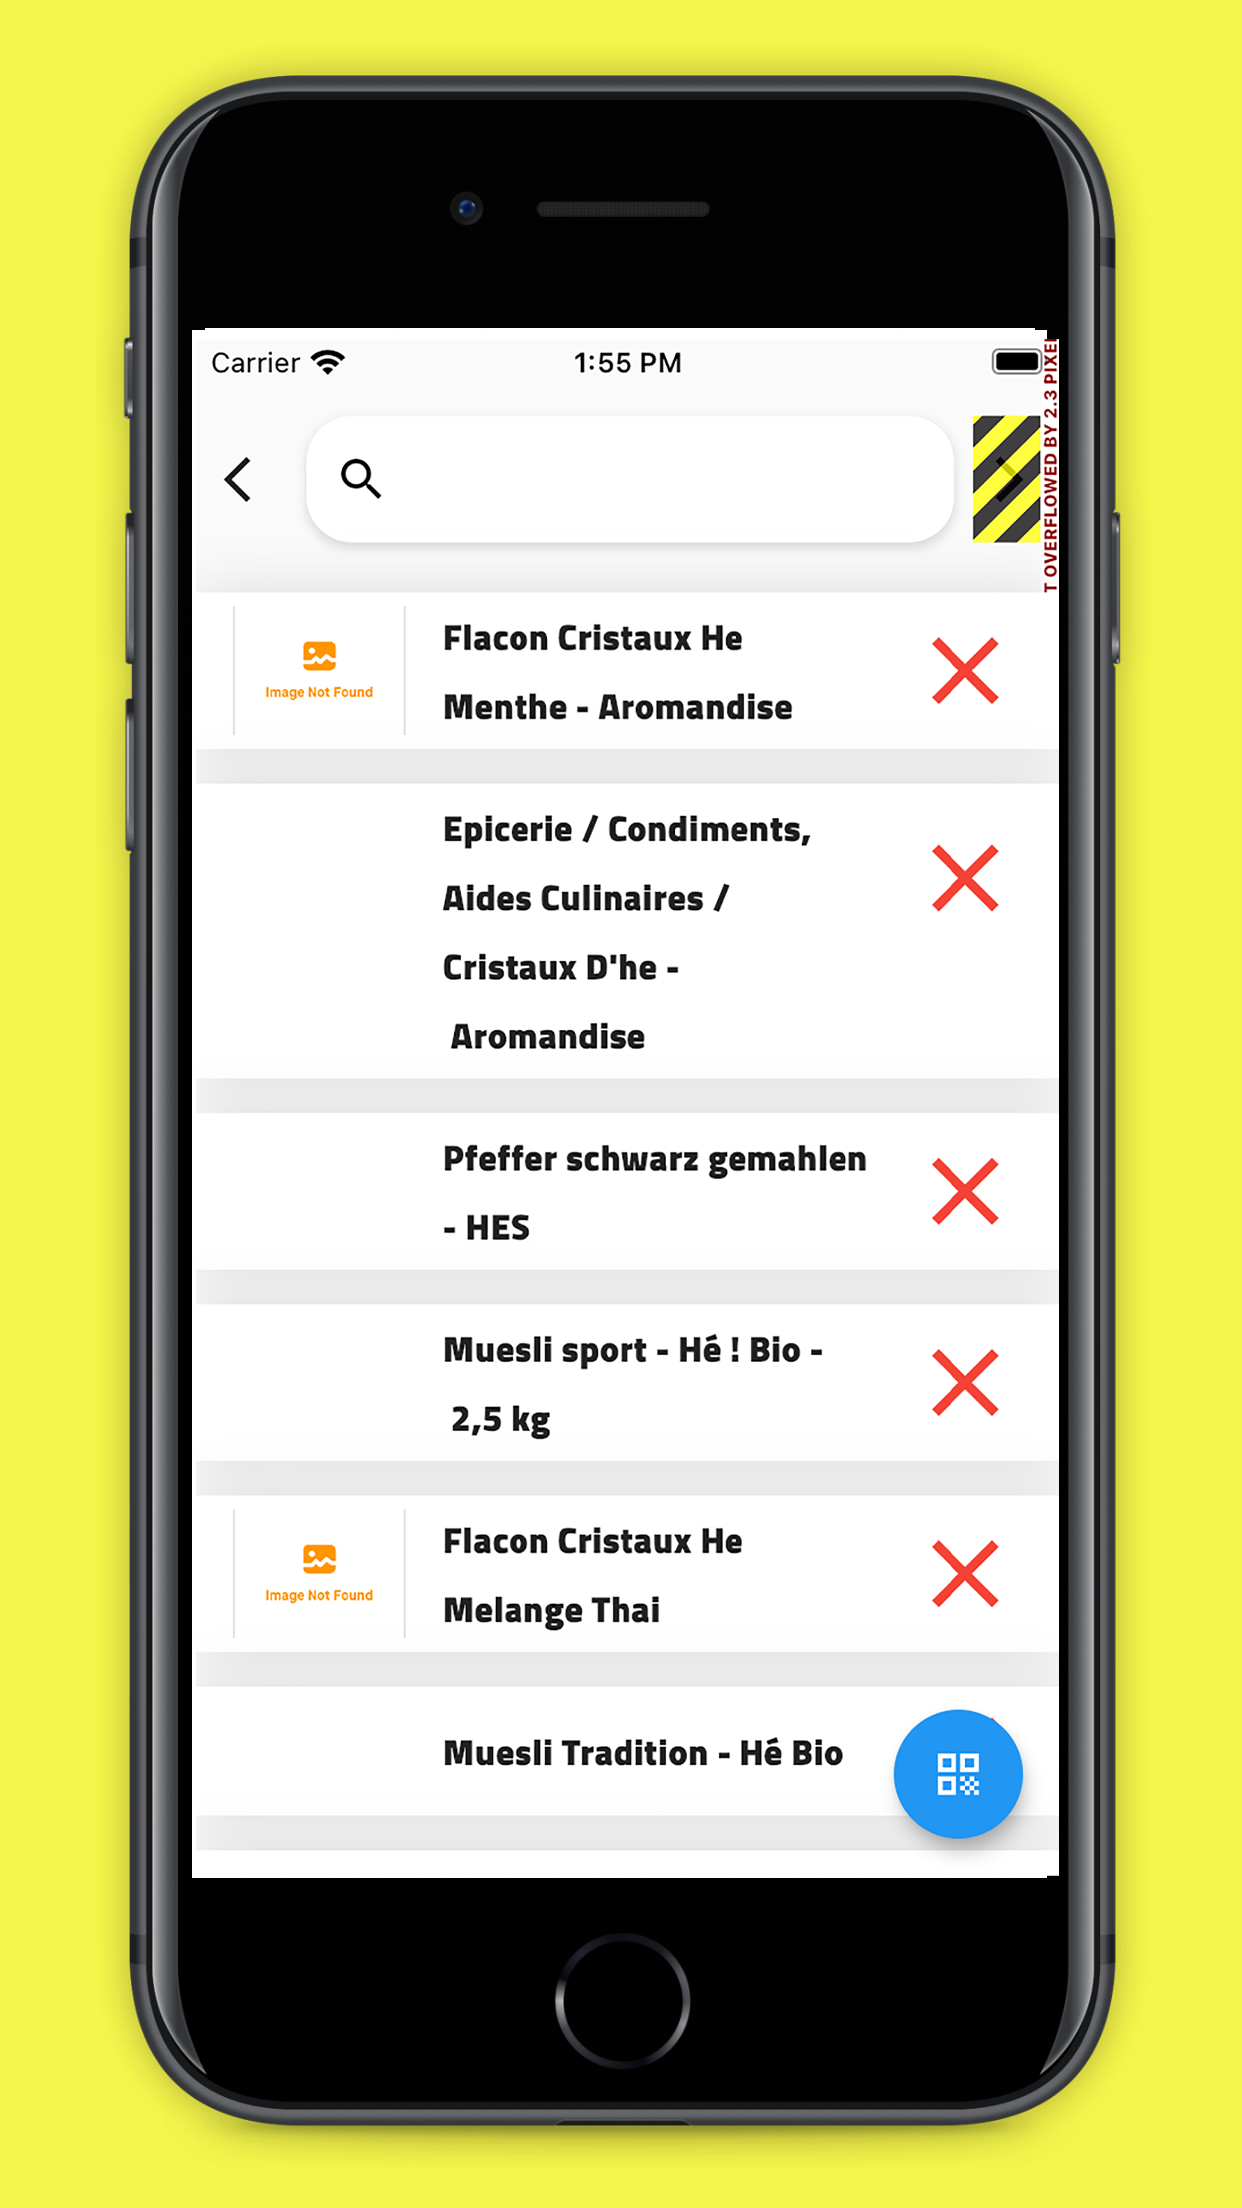 Carrier
1:55 PM
T OVERFLOWED BY 2.3 PIXE
Image Not Found
Flacon Cristaux He
Menthe - Aromandise
Epicerie / Condiments,
Aides Culinaires /
Cristaux D'he -
Aromandise
Pfeffer schwarz gemahlen
- HES
Muesli sport - Hé ! Bio -
2,5 kg
Image Not Found
Flacon Cristaux He
Melange Thai
Muesli Tradition - Hé Bio